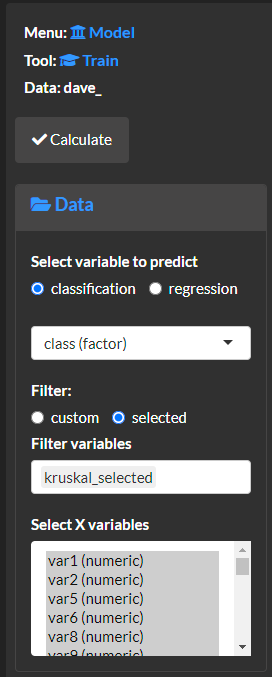 Menu: Model
Tool: Train
Data: dave_
Calculate
Data
Select variable to predict
classification regression
class (factor)
Filter:
custom selected
Filter variables
kruskal_selected
Select X variables
var1 (numeric)
var2 (numeric)
var5 (numeric)
var6 (numeric)
var8 (numeric)
var9 (numeric)